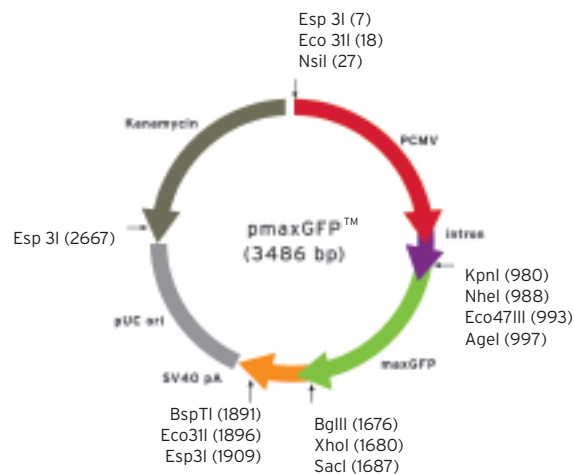 Esp 3I (7)
Eco 31I (18)
NsiI (27)
Kanamycin
PCMV
pmaxGFP™
(3486 bp)
intron
Esp 3I (2667)
KpnI (980)
NheI (988)
Eco47III (993)
AgeI (997)
pUC ori
maxGFP
SV40 pA
BspTI (1891)
Eco31I (1896)
Esp3I (1909)
BglII (1676)
XhoI (1680)
SacI (1687)